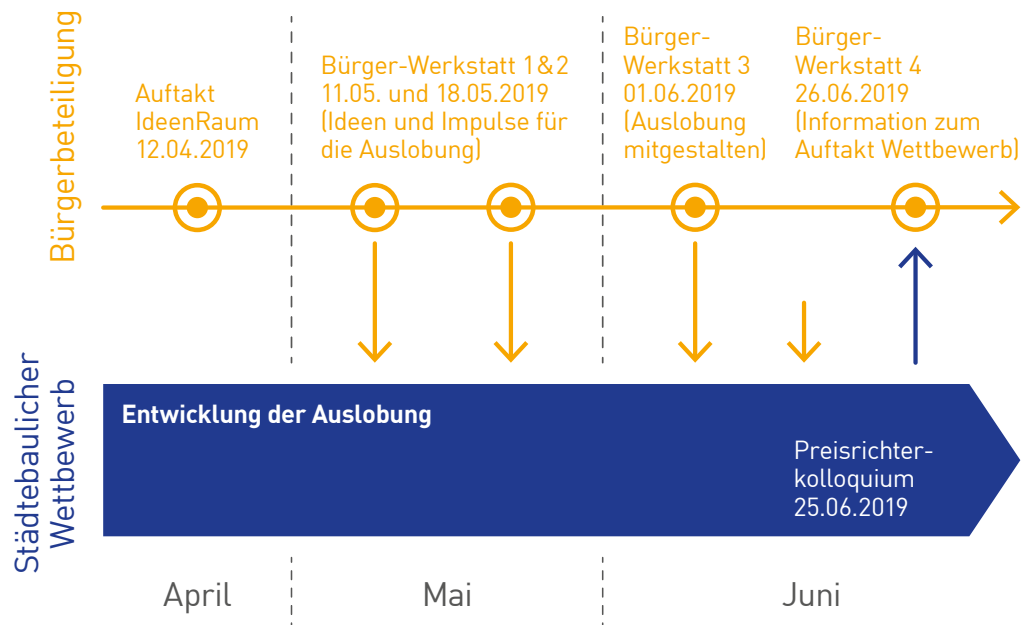 Bürgerbeteiligung
Auftakt
IdeenRaum
12.04.2019
Bürger-Werkstatt 1&2
11.05. und 18.05.2019
(Ideen und Impulse für
die Auslobung)
Bürger-
Werkstatt 3
01.06.2019
(Auslobung
mitgestalten)
Bürger-
Werkstatt 4
26.06.2019
(Information zum
Auftakt Wettbewerb)
Städtebaulicher
Wettbewerb
Entwicklung der Auslobung
Preisrichter-
kolloquium
25.06.2019
April
Mai
Juni